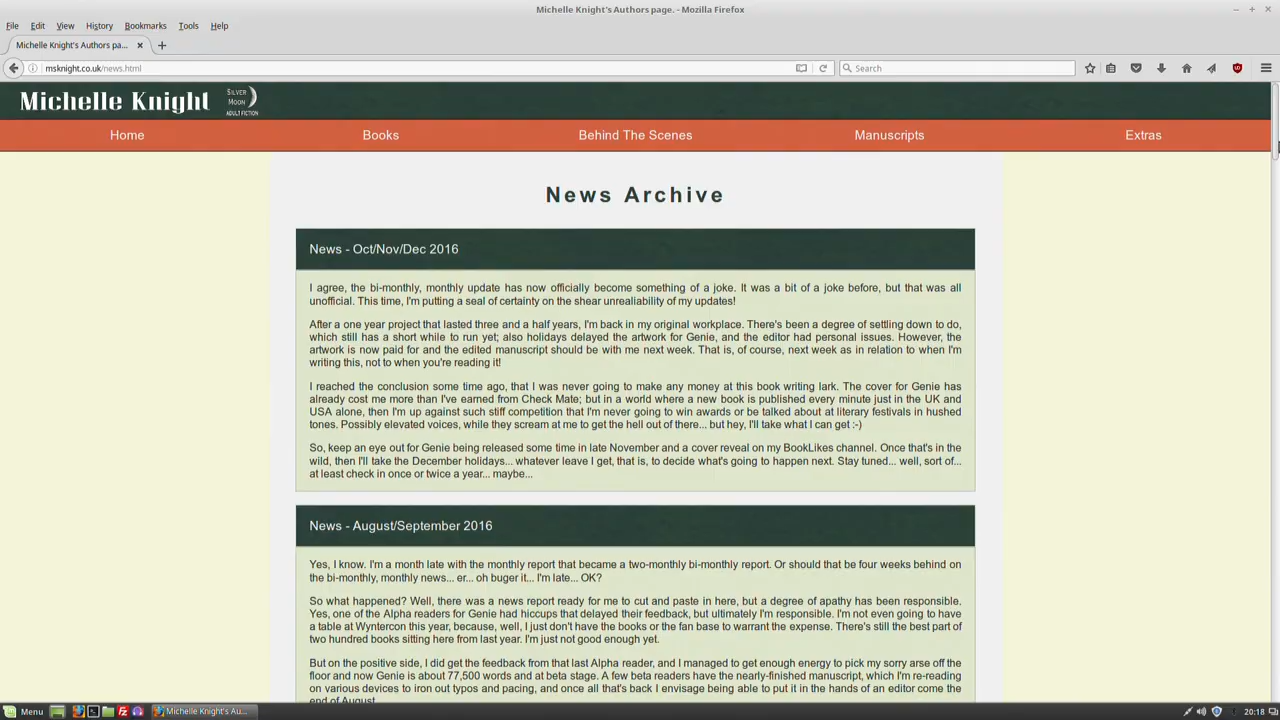 Michelle Knight's Authors page. - Mozilla Firefox
File Edit View History Bookmarks Tools Help
Michelle Knight's Authors pa...
msknight.co.uk/news.html
Search
Michelle Knight
SILVER
MOON
ADULT FICTION
Home Books Behind The Scenes Manuscripts Extras
News Archive
News - Oct/Nov/Dec 2016
I agree, the bi-monthly, monthly update has now officially become something of a joke. It was a bit of a joke before, but that was all
unofficial. This time, I'm putting a seal of certainty on the shear unrealiability of my updates!
After a one year project that lasted three and a half years, I'm back in my original workplace. There's been a degree of settling down to do,
which still has a short while to run yet; also holidays delayed the artwork for Genie, and the editor had personal issues. However, the
artwork is now paid for and the edited manuscript should be with me next week. That is, of course, next week as in relation to when I'm
writing this, not to when you're reading it!
I reached the conclusion some time ago, that I was never going to make any money at this book writing lark. The cover for Genie has
already cost me more than I've earned from Check Mate; but in a world where a new book is published every minute just in the UK and
USA alone, then I'm up against such stiff competition that I'm never going to win awards or be talked about at literary festivals in hushed
tones. Possibly elevated voices, while they scream at me to get the hell out of there... but hey, I'll take what I can get :-)
So, keep an eye out for Genie being released some time in late November and a cover reveal on my BookLikes channel. Once that's in the
wild, then I'll take the December holidays... whatever leave I get, that is, to decide what's going to happen next. Stay tuned... well, sort of...
at least check in once or twice a year... maybe...
News - August/September 2016
Yes, I know. I'm a month late with the monthly report that became a two-monthly bi-monthly report. Or should that be four weeks behind on
the bi-monthly, monthly news... er... oh buger it... I'm late... OK?
So what happened? Well, there was a news report ready for me to cut and paste in here, but a degree of apathy has been responsible.
Yes, one of the Alpha readers for Genie had hiccups that delayed their feedback, but ultimately I'm responsible. I'm not even going to have
a table at Wyntercon this year, because, well, I just don't have the books or the fan base to warrant the expense. There's still the best part of
two hundred books sitting here from last year. I'm just not good enough yet.
But on the positive side, I did get the feedback from that last Alpha reader, and I managed to get enough energy to pick my sorry arse off the
floor and now Genie is about 77,500 words and at beta stage. A few beta readers have the nearly-finished manuscript, which I'm re-reading
on various devices to iron out typos and pacing, and once all that's back I envisage being able to put it in the hands of an editor come the
end of August.
Menu Michelle Knight's Au... 20:18